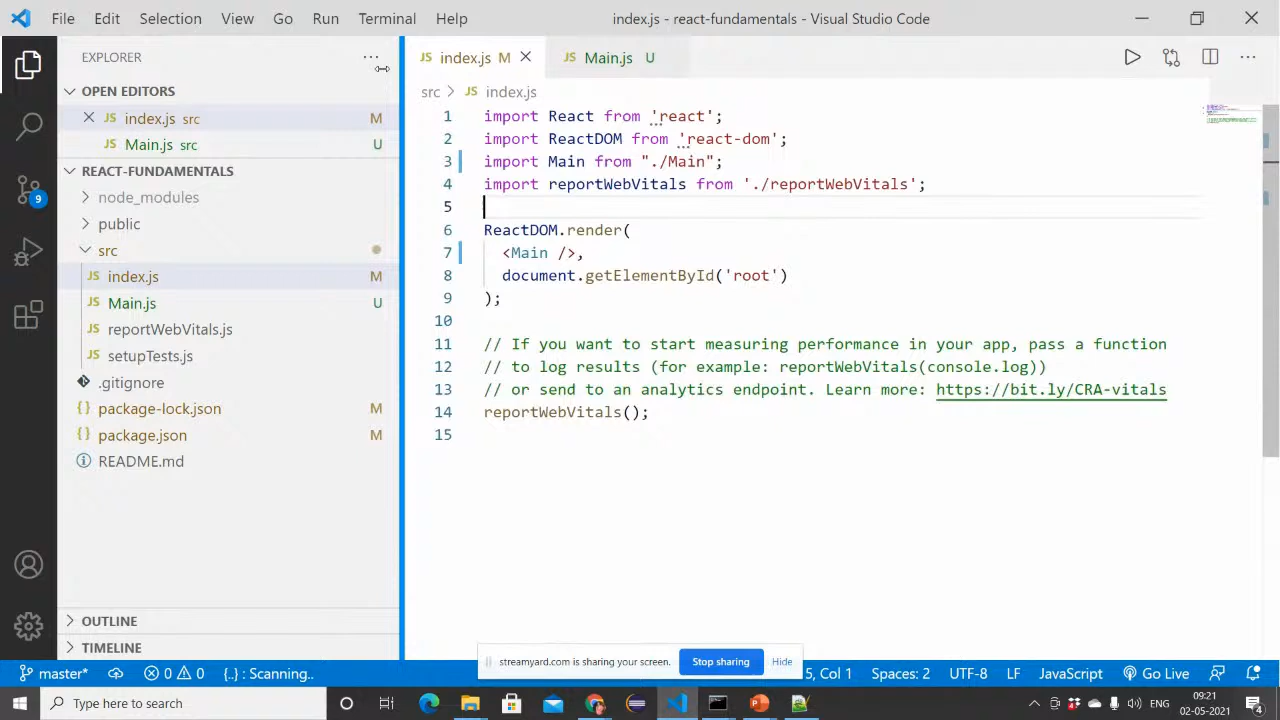 File Edit Selection View Go Run Terminal Help index.js - react-fundamentals - Visual Studio Code
EXPLORER
OPEN EDITORS
index.js src M
Main.js src U
REACT-FUNDAMENTALS
node_modules
public
src
index.js M
Main.js U
reportWebVitals.js
setupTests.js
.gitignore
package-lock.json M
package.json M
README.md
OUTLINE
TIMELINE
9
JS index.js M Main.js U
src > JS index.js
1 import React from 'react';
2 import ReactDOM from 'react-dom';
3 import Main from "./Main";
4 import reportWebVitals from './reportWebVitals';
5
6 ReactDOM.render(
7 <Main />,
8 document.getElementById('root')
9 );
10
11 // If you want to start measuring performance in your app, pass a function
12 // to log results (for example: reportWebVitals(console.log))
13 // or send to an analytics endpoint. Learn more: https://bit.ly/CRA-vitals
14 reportWebVitals();
15
streamyard.com is sharing your screen. Stop sharing Hide
master* 0 0 {..} : Scanning.. 5, Col 1 Spaces: 2 UTF-8 LF JavaScript Go Live
Type here to search ENG 09:21
02-05-2021 4